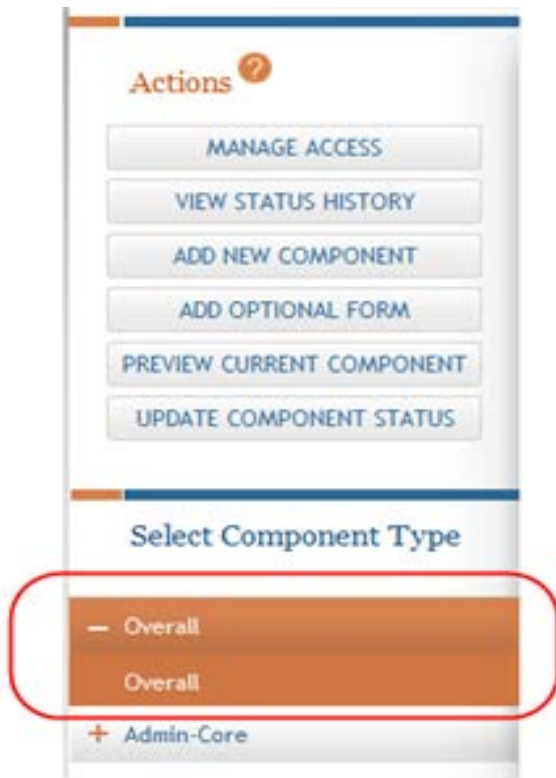 Actions ?
MANAGE ACCESS
VIEW STATUS HISTORY
ADD NEW COMPONENT
ADD OPTIONAL FORM
PREVIEW CURRENT COMPONENT
UPDATE COMPONENT STATUS
Select Component Type
— Overall
Overall
+ Admin-Core